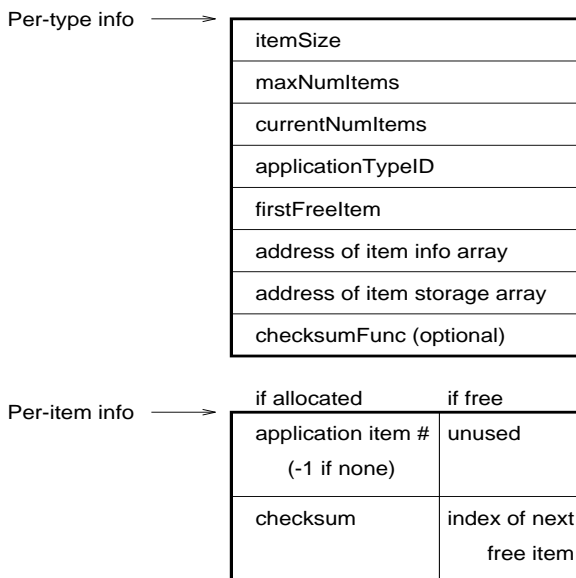 Per-type info
itemSize
maxNumItems
currentNumItems
applicationTypeID
firstFreeItem
address of item info array
address of item storage array
checksumFunc (optional)
if allocated if free
Per-item info
application item # unused
(-1 if none)
checksum index of next
free item